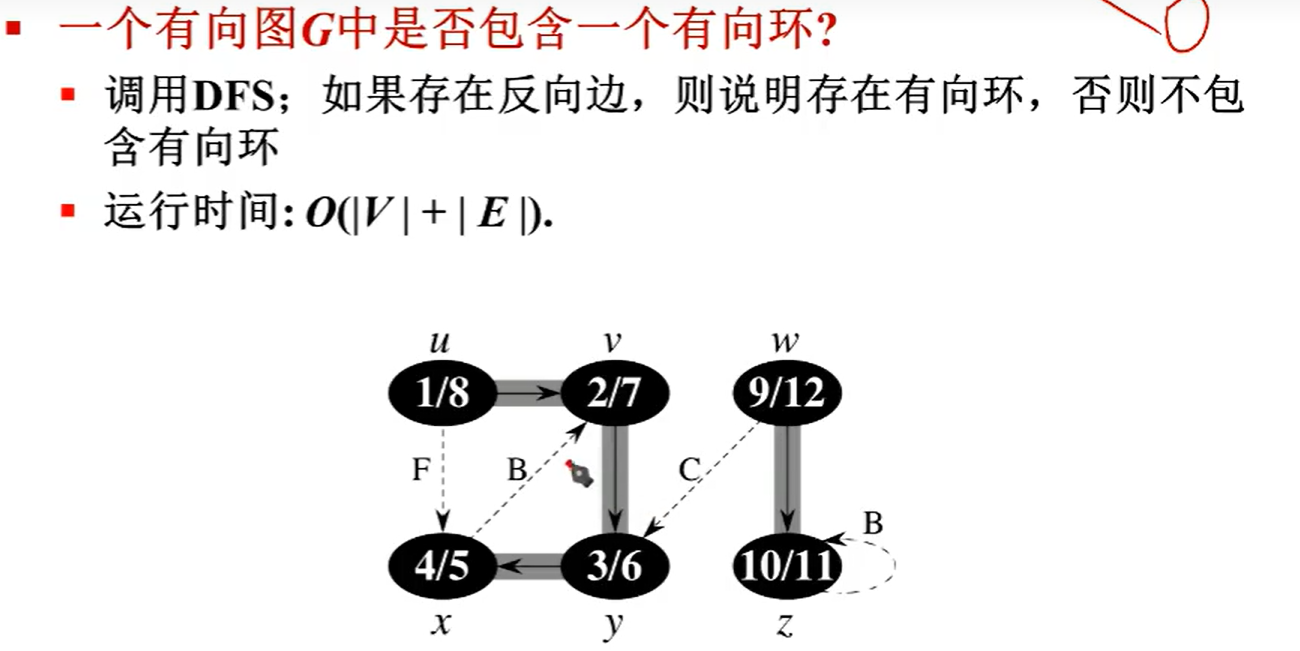 一个有向图G中是否包含一个有向环?
调用DFS；如果存在反向边，则说明存在有向环，否则不包
含有向环
运行时间: O(|V| + | E |).
u v w
1/8 2/7 9/12
F B C
B
4/5 3/6 10/11
x y z